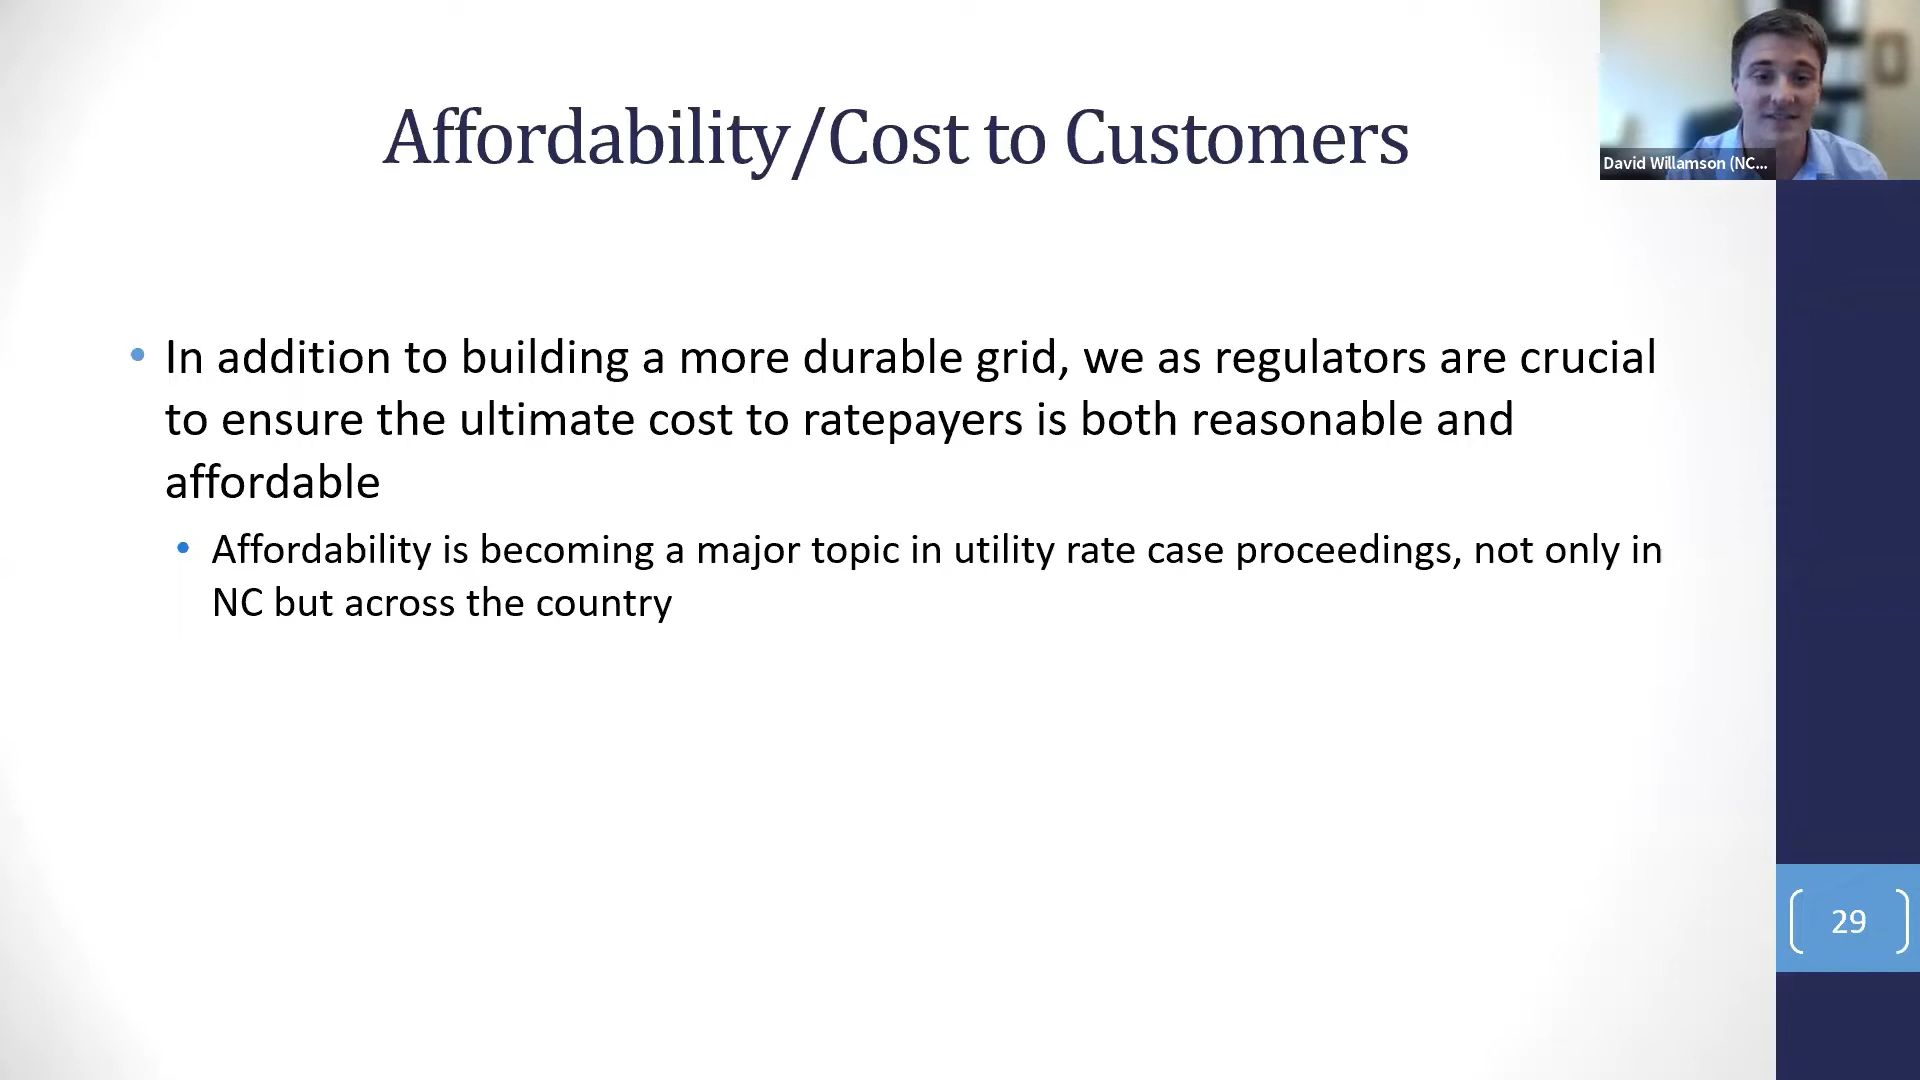 Affordability/Cost to Customers
David Willamson (NC...
• In addition to building a more durable grid, we as regulators are crucial
to ensure the ultimate cost to ratepayers is both reasonable and
affordable
• Affordability is becoming a major topic in utility rate case proceedings, not only in
NC but across the country
29